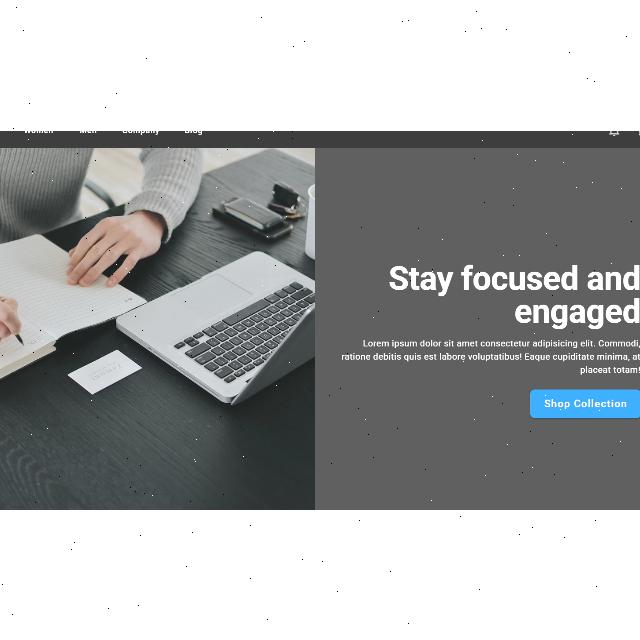 Women Men Company Blog
Stay focused and
engaged
Lorem ipsum dolor sit amet consectetur adipisicing elit. Commodi,
ratione debitis quis est labore voluptatibus! Eaque cupiditate minima, at
placeat totam!
Shop Collection